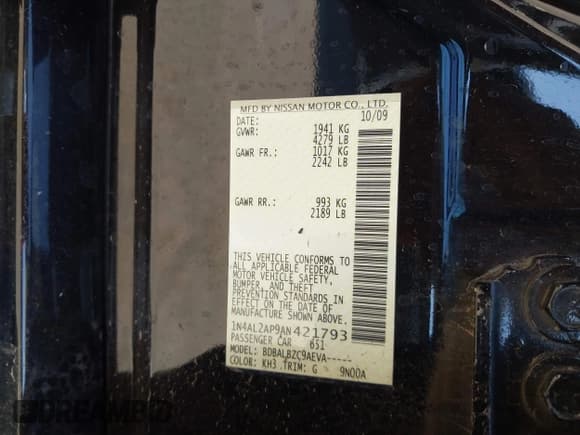 MFD BY NISSAN MOTOR CO., LTD.
DATE: 10/09
GVWR: 1941 KG
4279 LB
GAWR FR.: 1017 KG
2242 LB
GAWR RR.: 993 KG
2189 LB
THIS VEHICLE CONFORMS TO
ALL APPLICABLE FEDERAL
MOTOR VEHICLE SAFETY,
BUMPER, AND THEFT
PREVENTION STANDARDS IN
EFFECT ON THE DATE OF
MANUFACTURE SHOWN ABOVE.
1N4AL2AP9AN421793
PASSENGER CAR 651
MODEL: BDBALBZC9AEVA-----
COLOR: KH3 TRIM: G 9N00A
DREAMBID